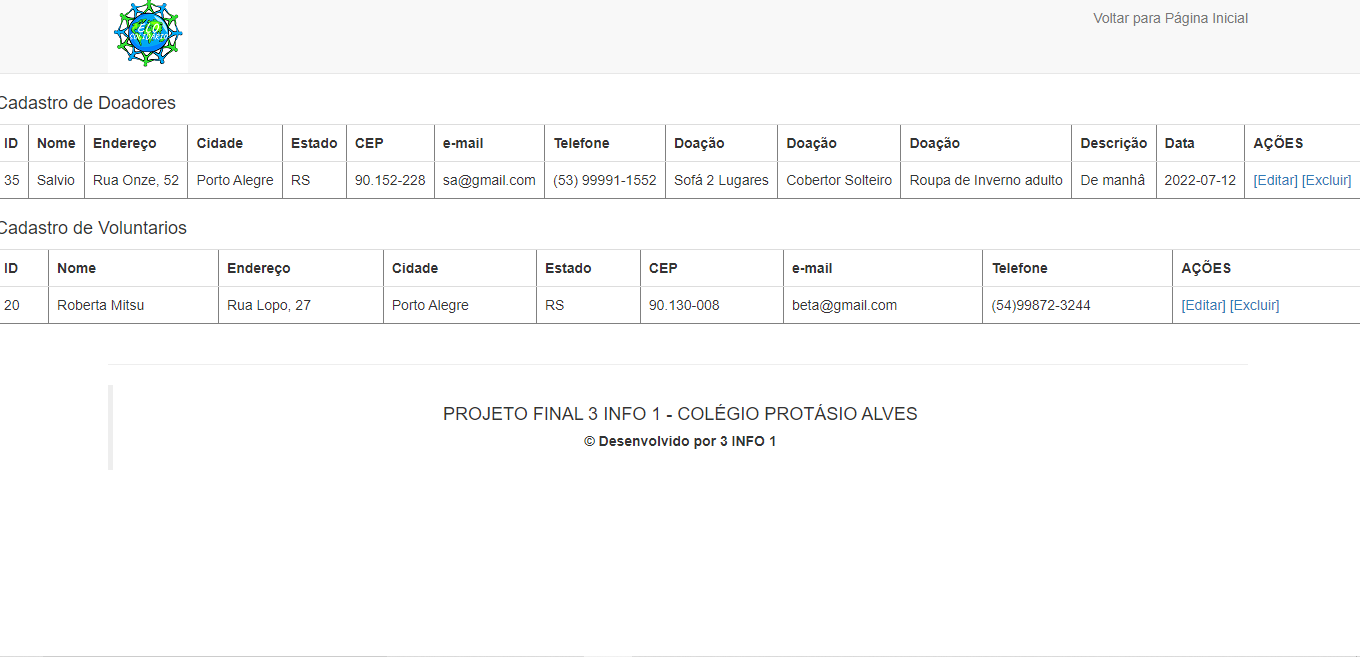 ECO
SOLIDÁRIO
Voltar para Página Inicial
Cadastro de Doadores
ID Nome Endereço Cidade Estado CEP e-mail Telefone Doação Doação Doação Descrição Data AÇÕES
35 Salvio Rua Onze, 52 Porto Alegre RS 90.152-228 sa@gmail.com (53) 99991-1552 Sofá 2 Lugares Cobertor Solteiro Roupa de Inverno adulto De manhâ 2022-07-12 [Editar] [Excluir]
Cadastro de Voluntarios
ID Nome Endereço Cidade Estado CEP e-mail Telefone AÇÕES
20 Roberta Mitsu Rua Lopo, 27 Porto Alegre RS 90.130-008 beta@gmail.com (54)99872-3244 [Editar] [Excluir]
PROJETO FINAL 3 INFO 1 - COLÉGIO PROTÁSIO ALVES
© Desenvolvido por 3 INFO 1